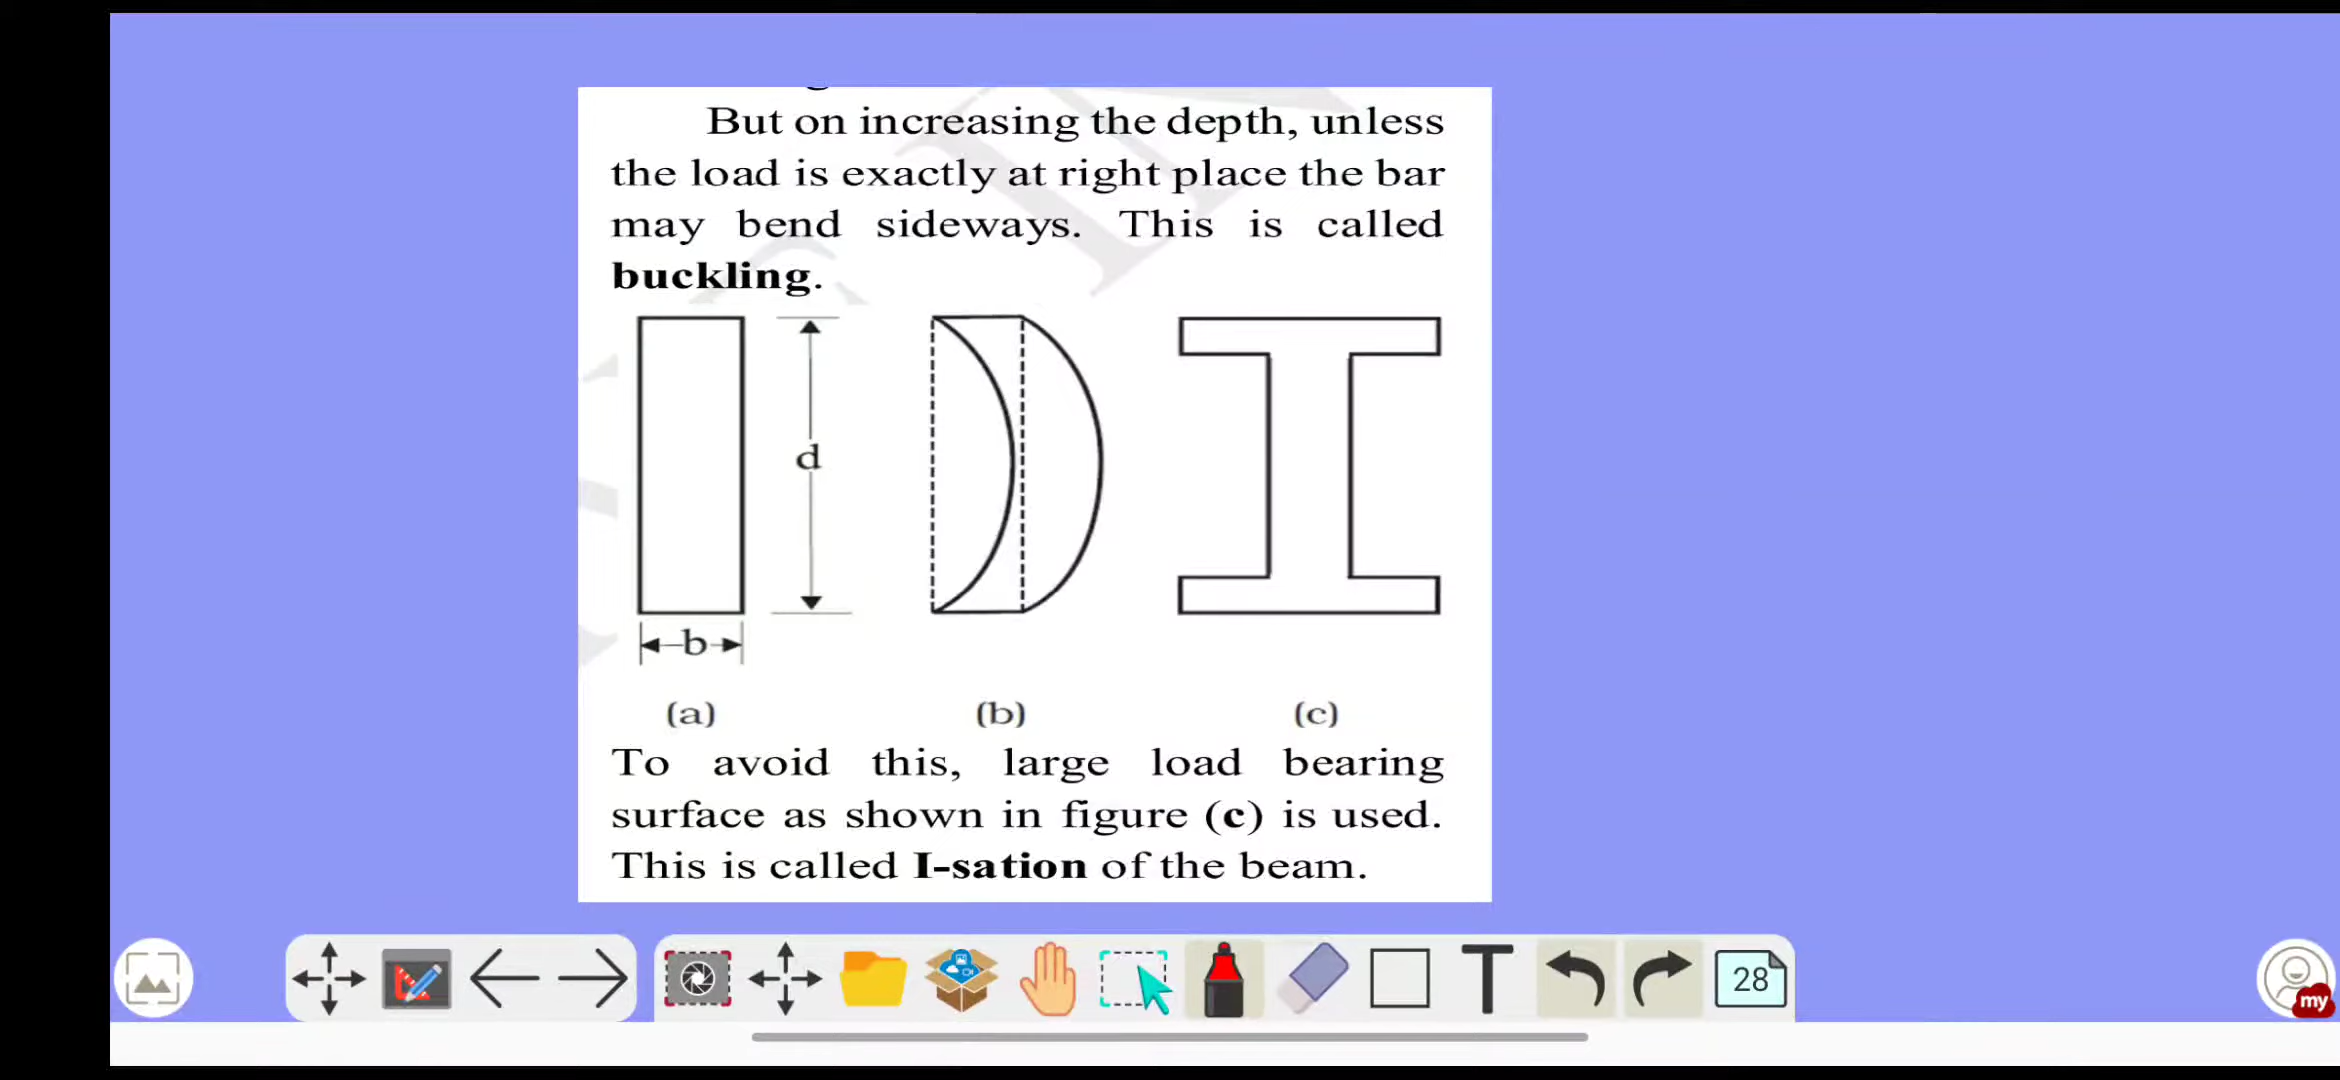 But on increasing the depth, unless
the load is exactly at right place the bar
may bend sideways. This is called
buckling.
d
b
(a) (b) (c)
To avoid this, large load bearing
surface as shown in figure (c) is used.
This is called I-sation of the beam.
T
28
my